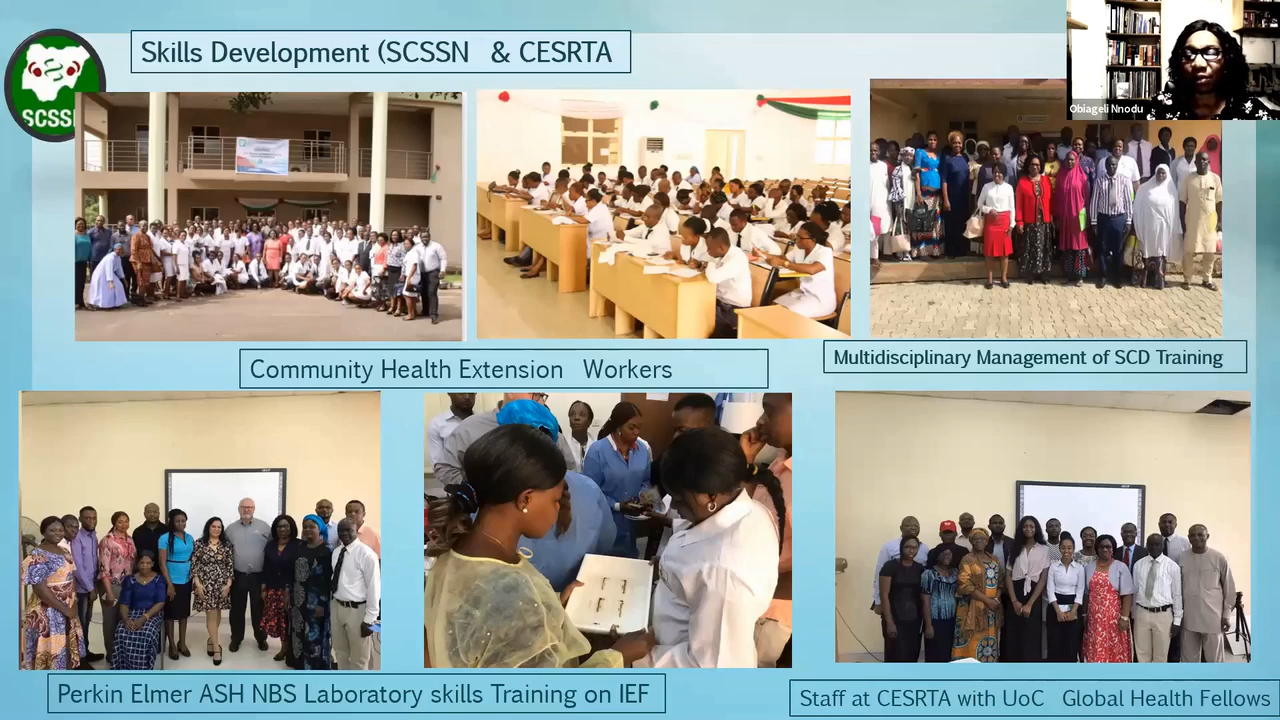 Skills Development (SCSSN & CESRTA
SCSS
Obiageli Nnodu
Community Health Extension Workers
Multidisciplinary Management of SCD Training
Perkin Elmer ASH NBS Laboratory skills Training on IEF
Staff at CESRTA with UoC Global Health Fellows